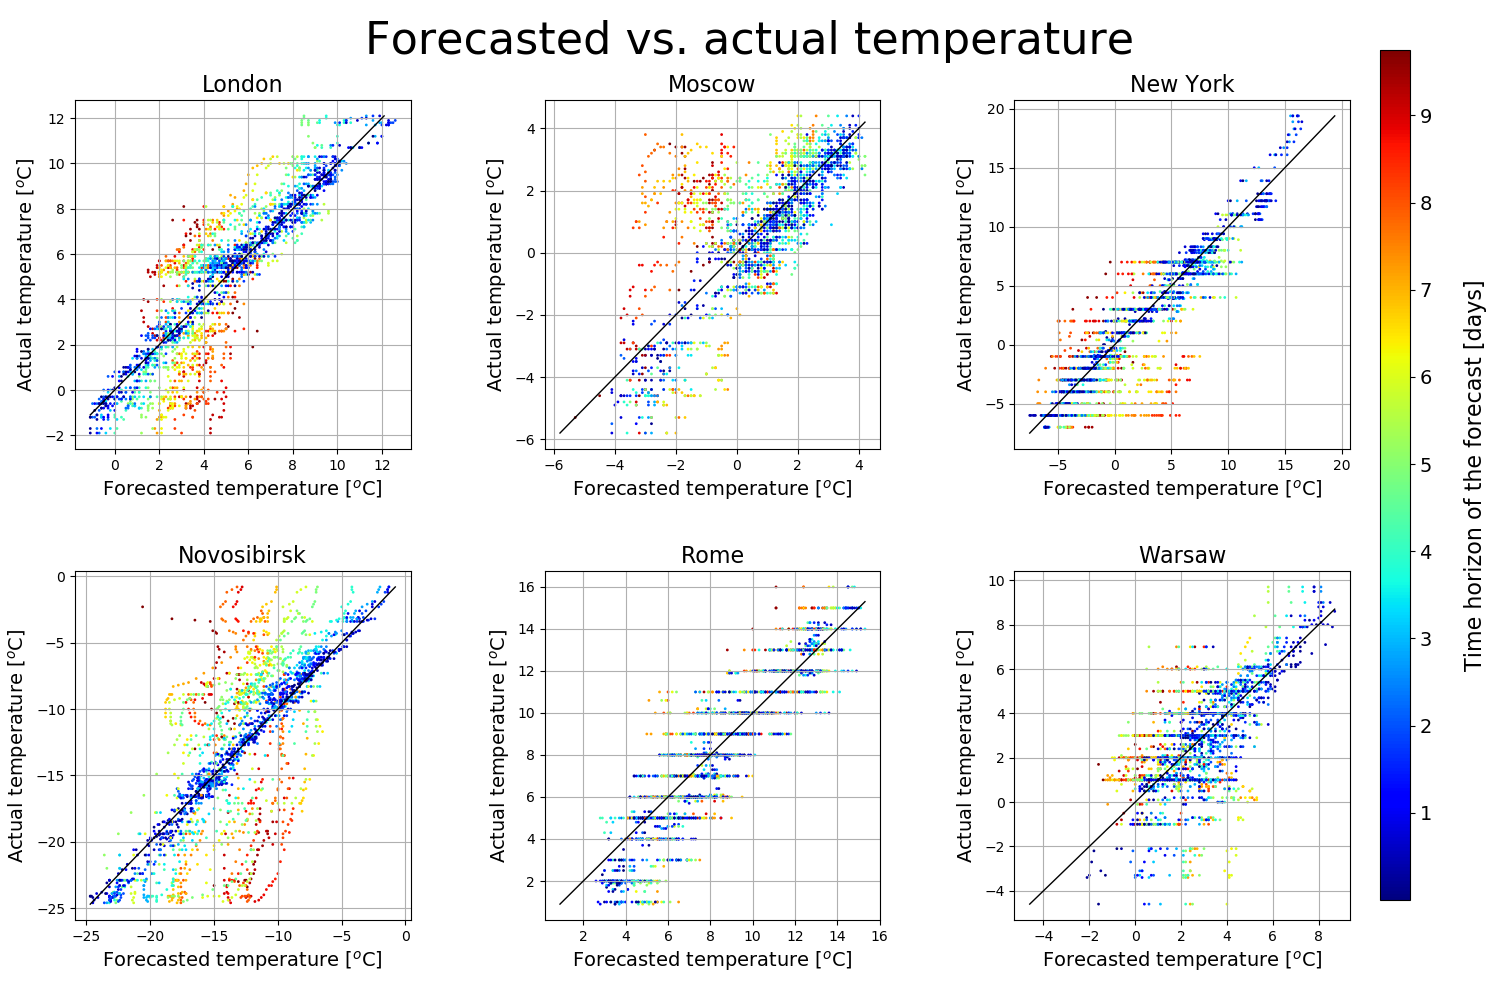 Forecasted vs. actual temperature
London
Actual temperature [°C]
12
10
8
6
4
2
0
−2
0 2 4 6 8 10 12
Forecasted temperature [°C]
Moscow
Actual temperature [°C]
4
2
0
−2
−4
−6
−6 −4 −2 0 2 4
Forecasted temperature [°C]
New York
Actual temperature [°C]
20
15
10
5
0
−5
−5 0 5 10 15 20
Forecasted temperature [°C]
Novosibirsk
Actual temperature [°C]
0
−5
−10
−15
−20
−25
−25 −20 −15 −10 −5 0
Forecasted temperature [°C]
Rome
Actual temperature [°C]
16
14
12
10
8
6
4
2
2 4 6 8 10 12 14 16
Forecasted temperature [°C]
Warsaw
Actual temperature [°C]
10
8
6
4
2
0
−2
−4
−4 −2 0 2 4 6 8
Forecasted temperature [°C]
9
8
7
6
5
4
3
2
1
Time horizon of the forecast [days]